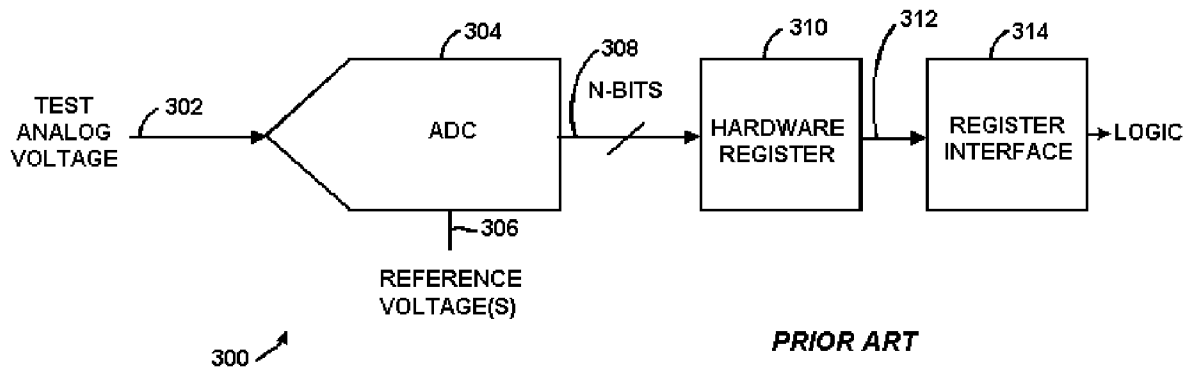 304
308
310
312
314
302
N-BITS
TEST
ANALOG
VOLTAGE
ADC
HARDWARE
REGISTER
REGISTER
INTERFACE
LOGIC
306
REFERENCE
VOLTAGE(S)
300
PRIOR ART